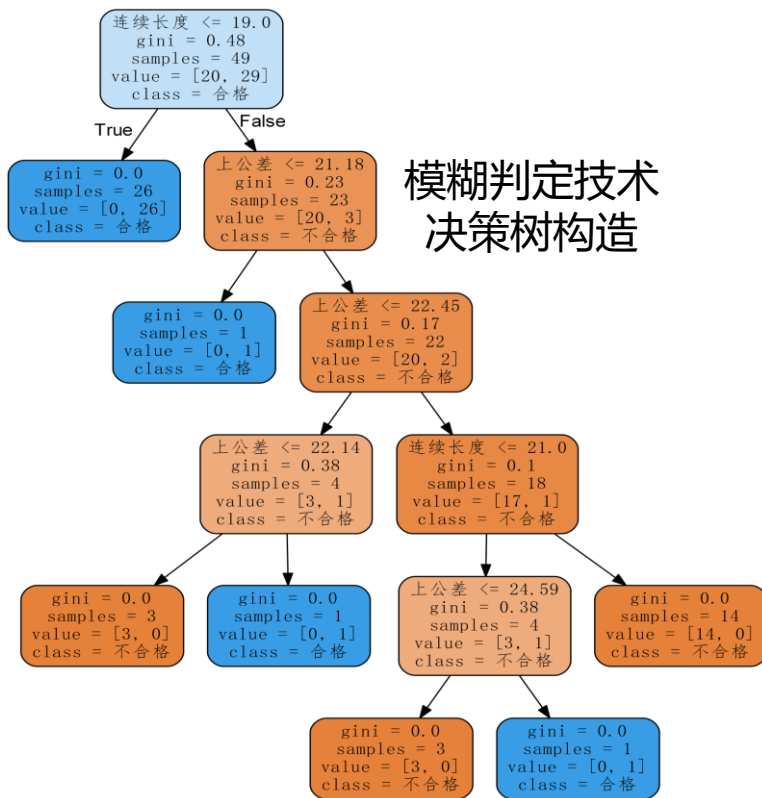 连续长度 <= 19.0
gini = 0.48
samples = 49
value = [20, 29]
class = 合格
True
False
gini = 0.0
samples = 26
value = [0, 26]
class = 合格
上公差 <= 21.18
gini = 0.23
samples = 23
value = [20, 3]
class = 不合格
模糊判定技术
决策树构造
gini = 0.0
samples = 1
value = [0, 1]
class = 合格
上公差 <= 22.45
gini = 0.17
samples = 22
value = [20, 2]
class = 不合格
上公差 <= 22.14
gini = 0.38
samples = 4
value = [3, 1]
class = 不合格
连续长度 <= 21.0
gini = 0.1
samples = 18
value = [17, 1]
class = 不合格
gini = 0.0
samples = 3
value = [3, 0]
class = 不合格
gini = 0.0
samples = 1
value = [0, 1]
class = 合格
上公差 <= 24.59
gini = 0.38
samples = 4
value = [3, 1]
class = 不合格
gini = 0.0
samples = 14
value = [14, 0]
class = 不合格
gini = 0.0
samples = 3
value = [3, 0]
class = 不合格
gini = 0.0
samples = 1
value = [0, 1]
class = 合格